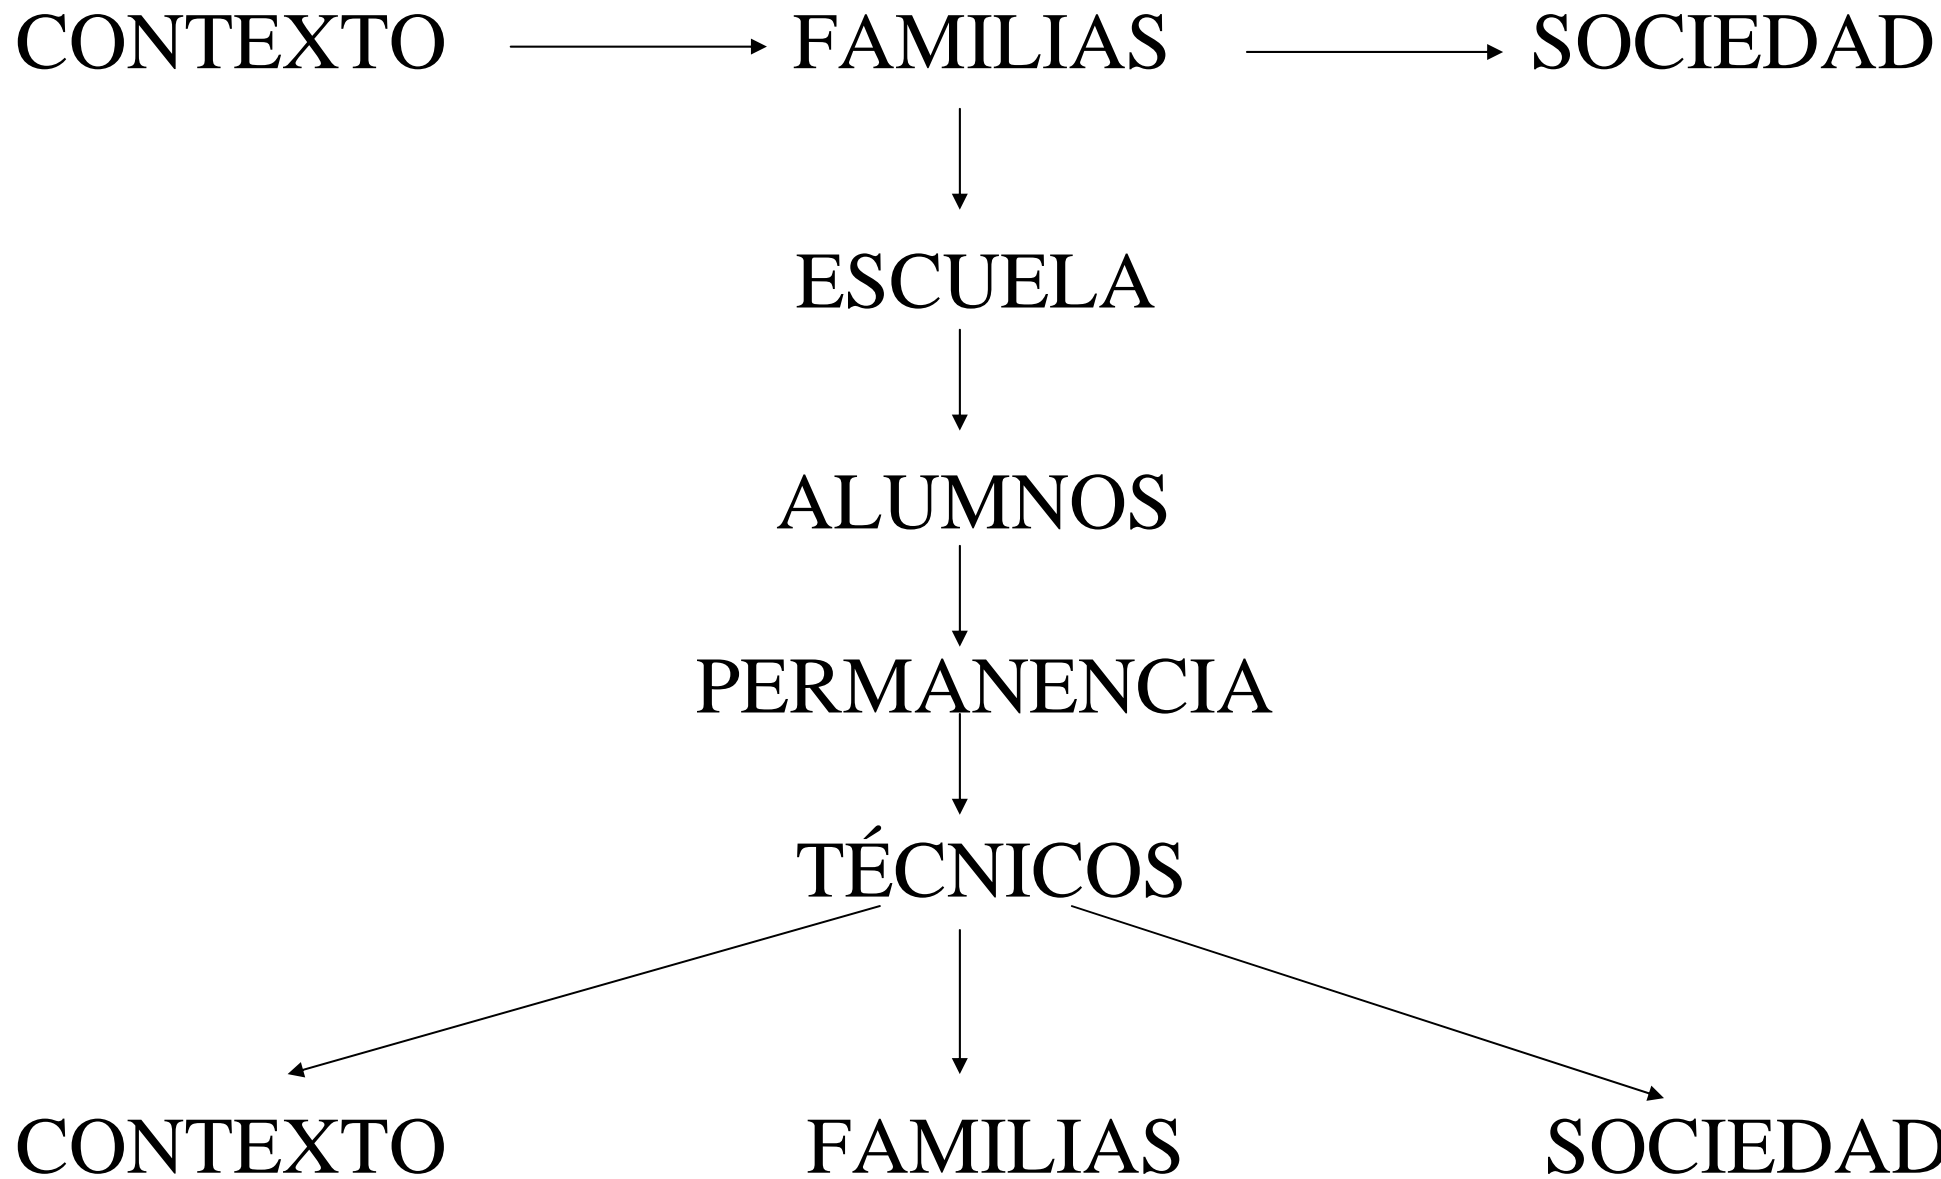 CONTEXTO FAMILIAS SOCIEDAD
ESCUELA
ALUMNOS
PERMANENCIA
TÉCNICOS
CONTEXTO FAMILIAS SOCIEDAD